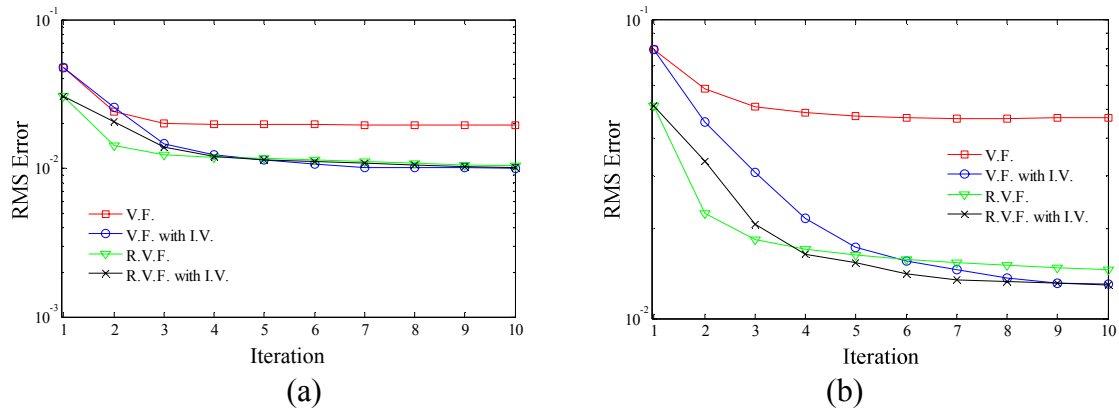 10^-1
10^-2
10^-3
RMS Error
V.F.
V.F. with I.V.
R.V.F.
R.V.F. with I.V.
1 2 3 4 5 6 7 8 9 10
Iteration
(a)
10^-1
10^-2
RMS Error
V.F.
V.F. with I.V.
R.V.F.
R.V.F. with I.V.
1 2 3 4 5 6 7 8 9 10
Iteration
(b)